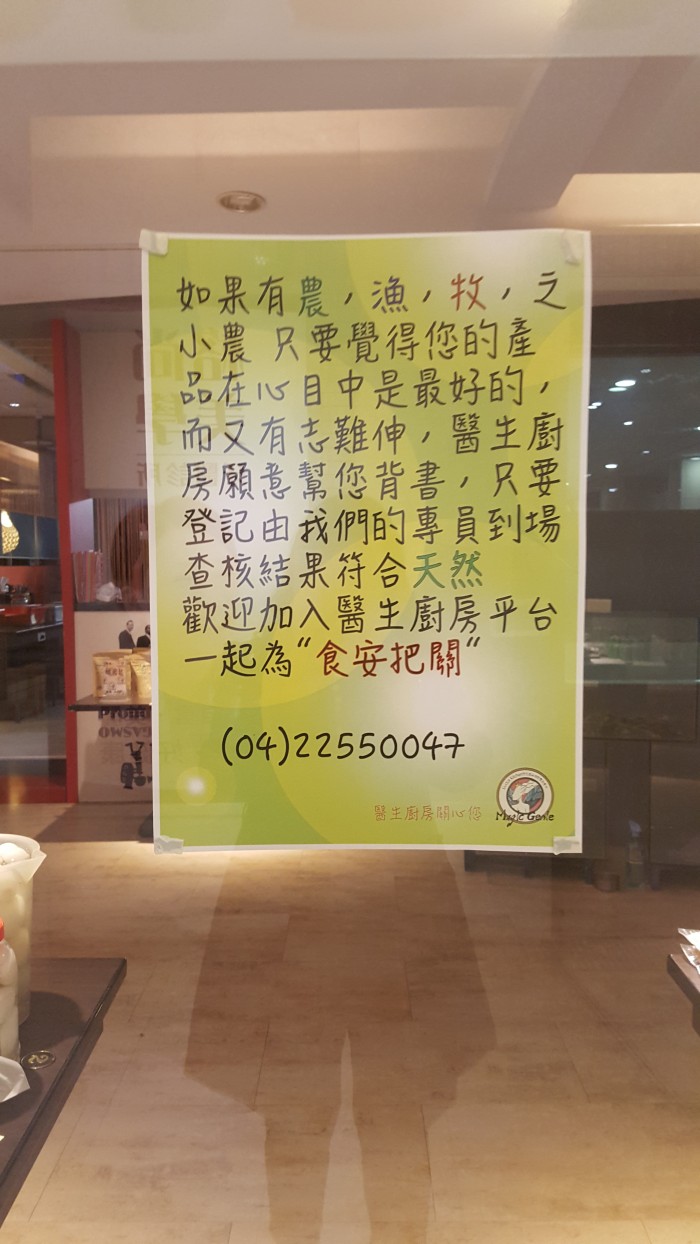 如果有農，漁，牧，之
小農 只要覺得您的產
品在心目中是最好的，
而又有志難伸，醫生廚
房願意幫您背書，只要
登記由我們的專員到場
查核結果符合天然
歡迎加入醫生廚房平台
一起為“食安把關“
(04)22550047
醫生廚房關心您
Magic Genie